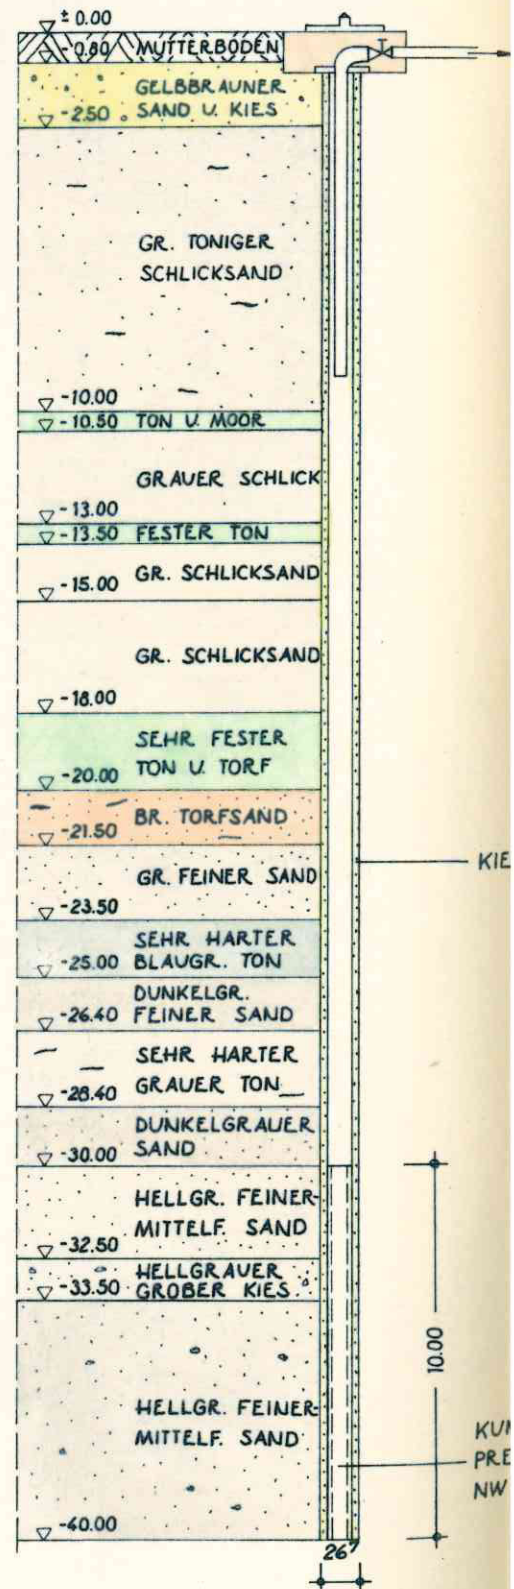 ± 0.00
-0.80 MUTTERBODEN
GELBBRAUNER
-2.50 SAND U. KIES
GR. TONIGER
SCHLICKSAND
-10.00
-10.50 TON U. MOOR
GRAUER SCHLICK
-13.00
-13.50 FESTER TON
GR. SCHLICKSAND
-15.00
GR. SCHLICKSAND
-18.00
SEHR FESTER
TON U. TORF
-20.00
BR. TORFSAND
-21.50
KIE
GR. FEINER SAND
-23.50
SEHR HARTER
-25.00 BLAUGR. TON
DUNKELGR.
-26.40 FEINER SAND
SEHR HARTER
GRAUER TON
-28.40
DUNKELGRAUER
SAND
-30.00
HELLGR. FEINER-
MITTELF. SAND
-32.50
HELLGRAUER
-33.50 GROBER KIES
10.00
HELLGR. FEINER-
MITTELF. SAND
KUN
PRE
NW
-40.00
267